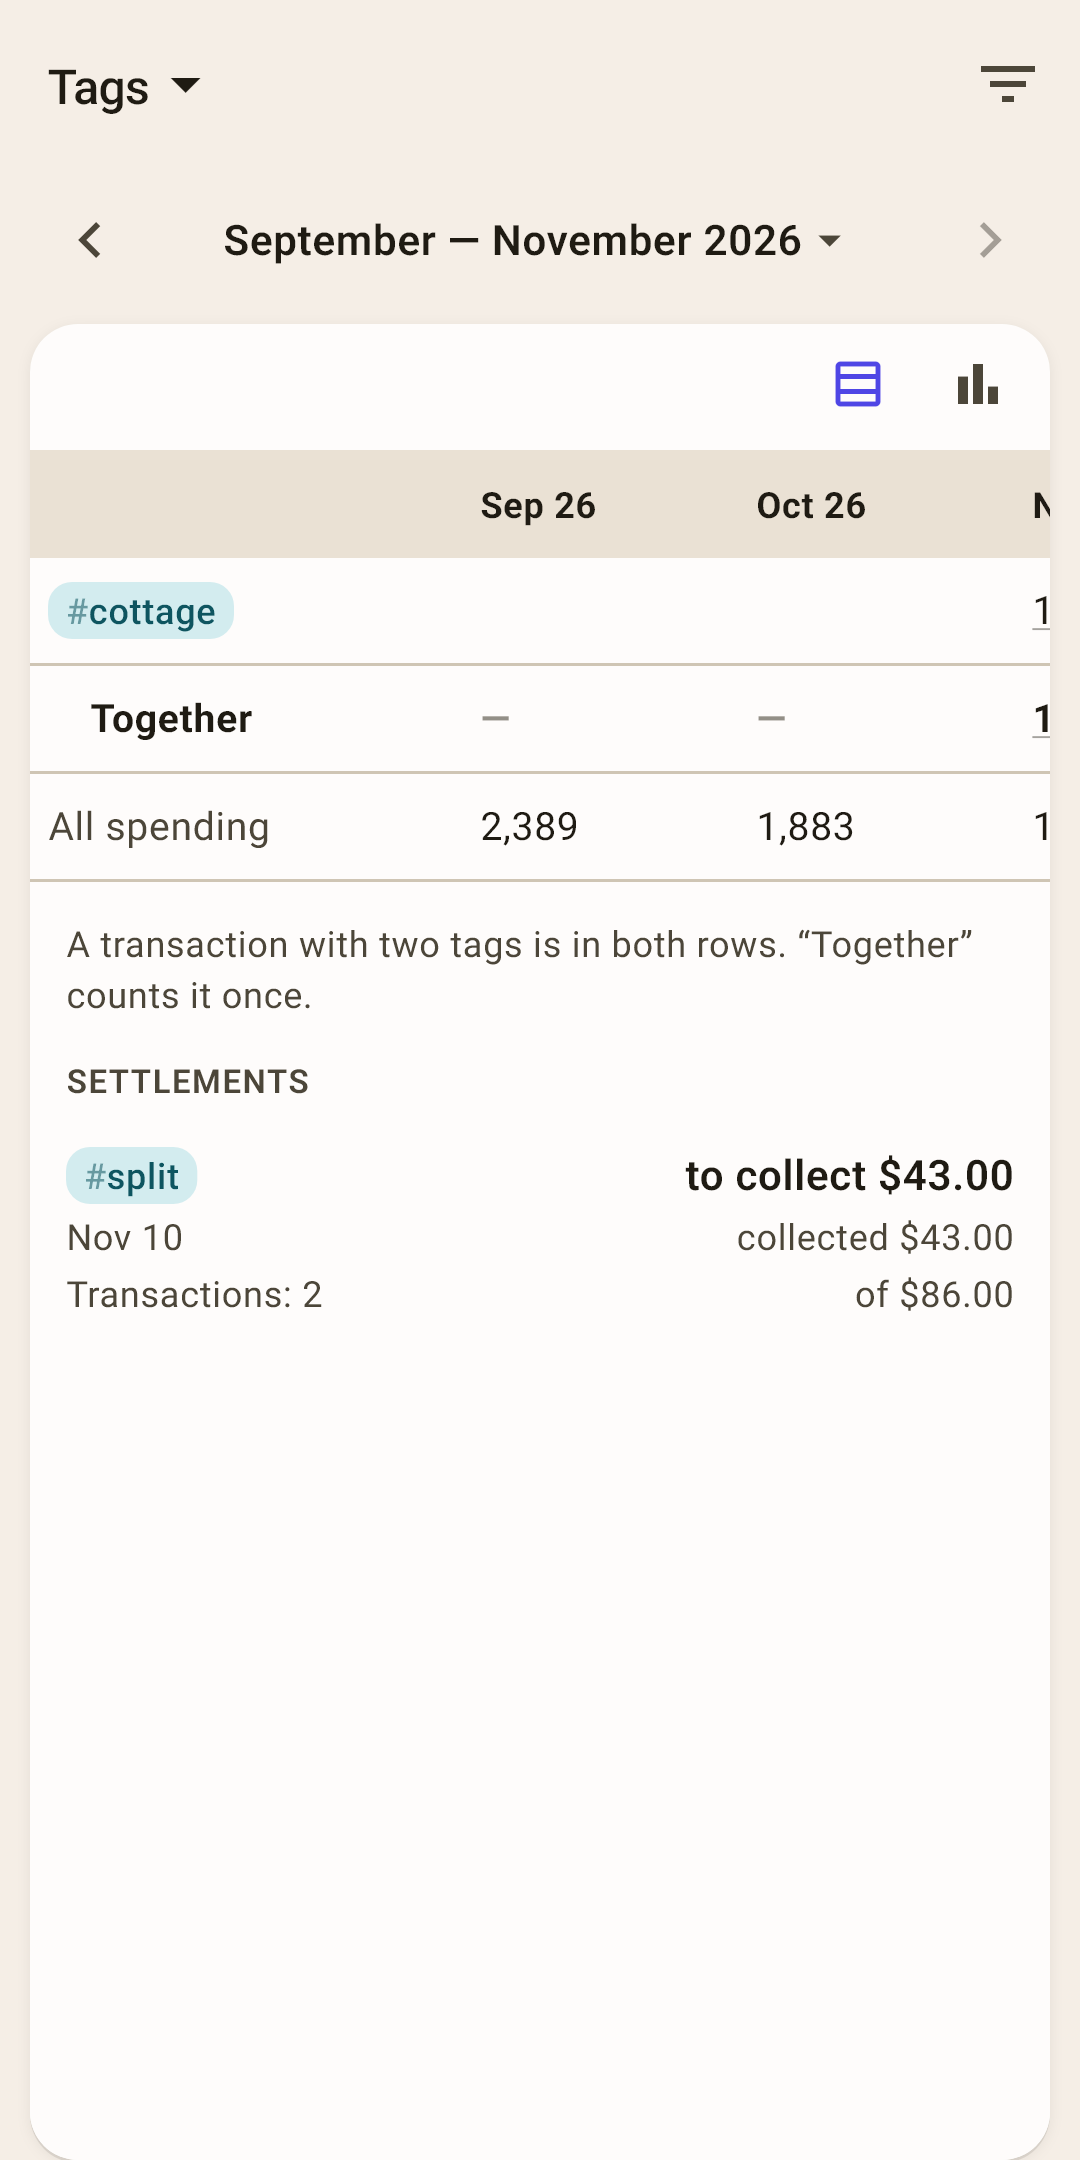 Tags
September — November 2026
Sep 26 Oct 26
#cottage
Together — —
All spending 2,389 1,883
A transaction with two tags is in both rows. “Together”
counts it once.
SETTLEMENTS
#split to collect $43.00
Nov 10 collected $43.00
Transactions: 2 of $86.00